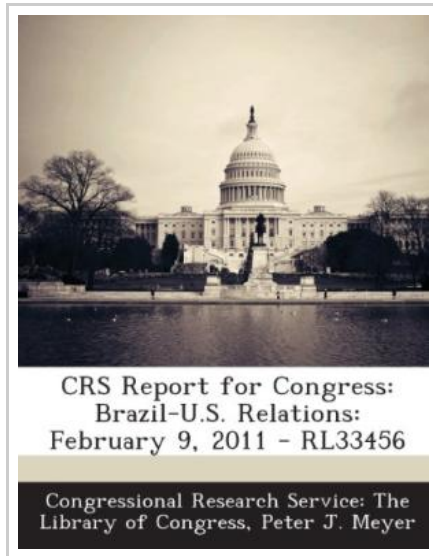 CRS Report for Congress:
Brazil-U.S. Relations:
February 9, 2011 - RL33456
Congressional Research Service: The
Library of Congress, Peter J. Meyer